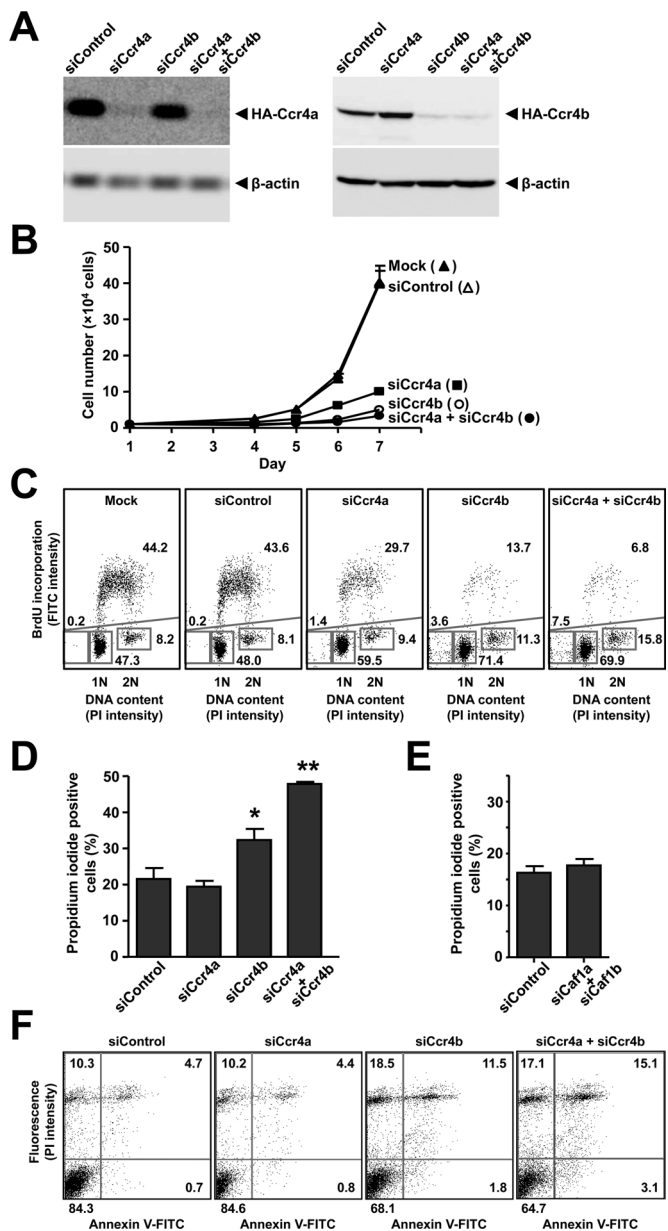 A
siControl
siCcr4a
siCcr4b
siCcr4a
+
siCcr4b
HA-Ccr4a
β-actin
siControl
siCcr4a
siCcr4b
siCcr4a
+
siCcr4b
HA-Ccr4b
β-actin
B
Cell number (×10⁴ cells)
50
40
30
20
10
0
1 2 3 4 5 6 7
Day
Mock (▲)
siControl (△)
siCcr4a (■)
siCcr4b (○)
siCcr4a + siCcr4b (●)
C
BrdU incorporation
(FITC intensity)
Mock
44.2
0.2
8.2
47.3
1N 2N
DNA content
(PI intensity)
siControl
43.6
0.2
8.1
48.0
1N 2N
DNA content
(PI intensity)
siCcr4a
29.7
1.4
9.4
59.5
1N 2N
DNA content
(PI intensity)
siCcr4b
13.7
3.6
11.3
71.4
1N 2N
DNA content
(PI intensity)
siCcr4a + siCcr4b
6.8
7.5
15.8
69.9
1N 2N
DNA content
(PI intensity)
D
Propidium iodide positive
cells (%)
50
40
30
20
10
0
*
**
siControl
siCcr4a
siCcr4b
siCcr4a
+
siCcr4b
E
Propidium iodide positive
cells (%)
30
20
10
0
siControl
siCaf1a
+
siCaf1b
F
Fluorescence
(PI intensity)
siControl
10.3 4.7
0.7
84.3
Annexin V-FITC
siCcr4a
10.2 4.4
0.8
84.6
Annexin V-FITC
siCcr4b
18.5 11.5
1.8
68.1
Annexin V-FITC
siCcr4a + siCcr4b
17.1 15.1
3.1
64.7
Annexin V-FITC